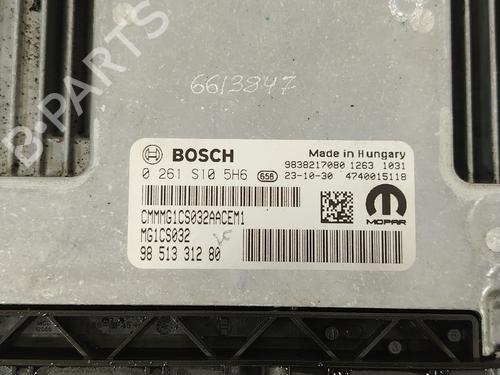 6613847
BOSCH
Made in Hungary
9838217080 1263 1031
0 261 S10 5H6 658 23-10-30 4740015118
CMMMG1CS032AACEM1
MG1CS032
98 513 312 80
MOPAR
B-Parts